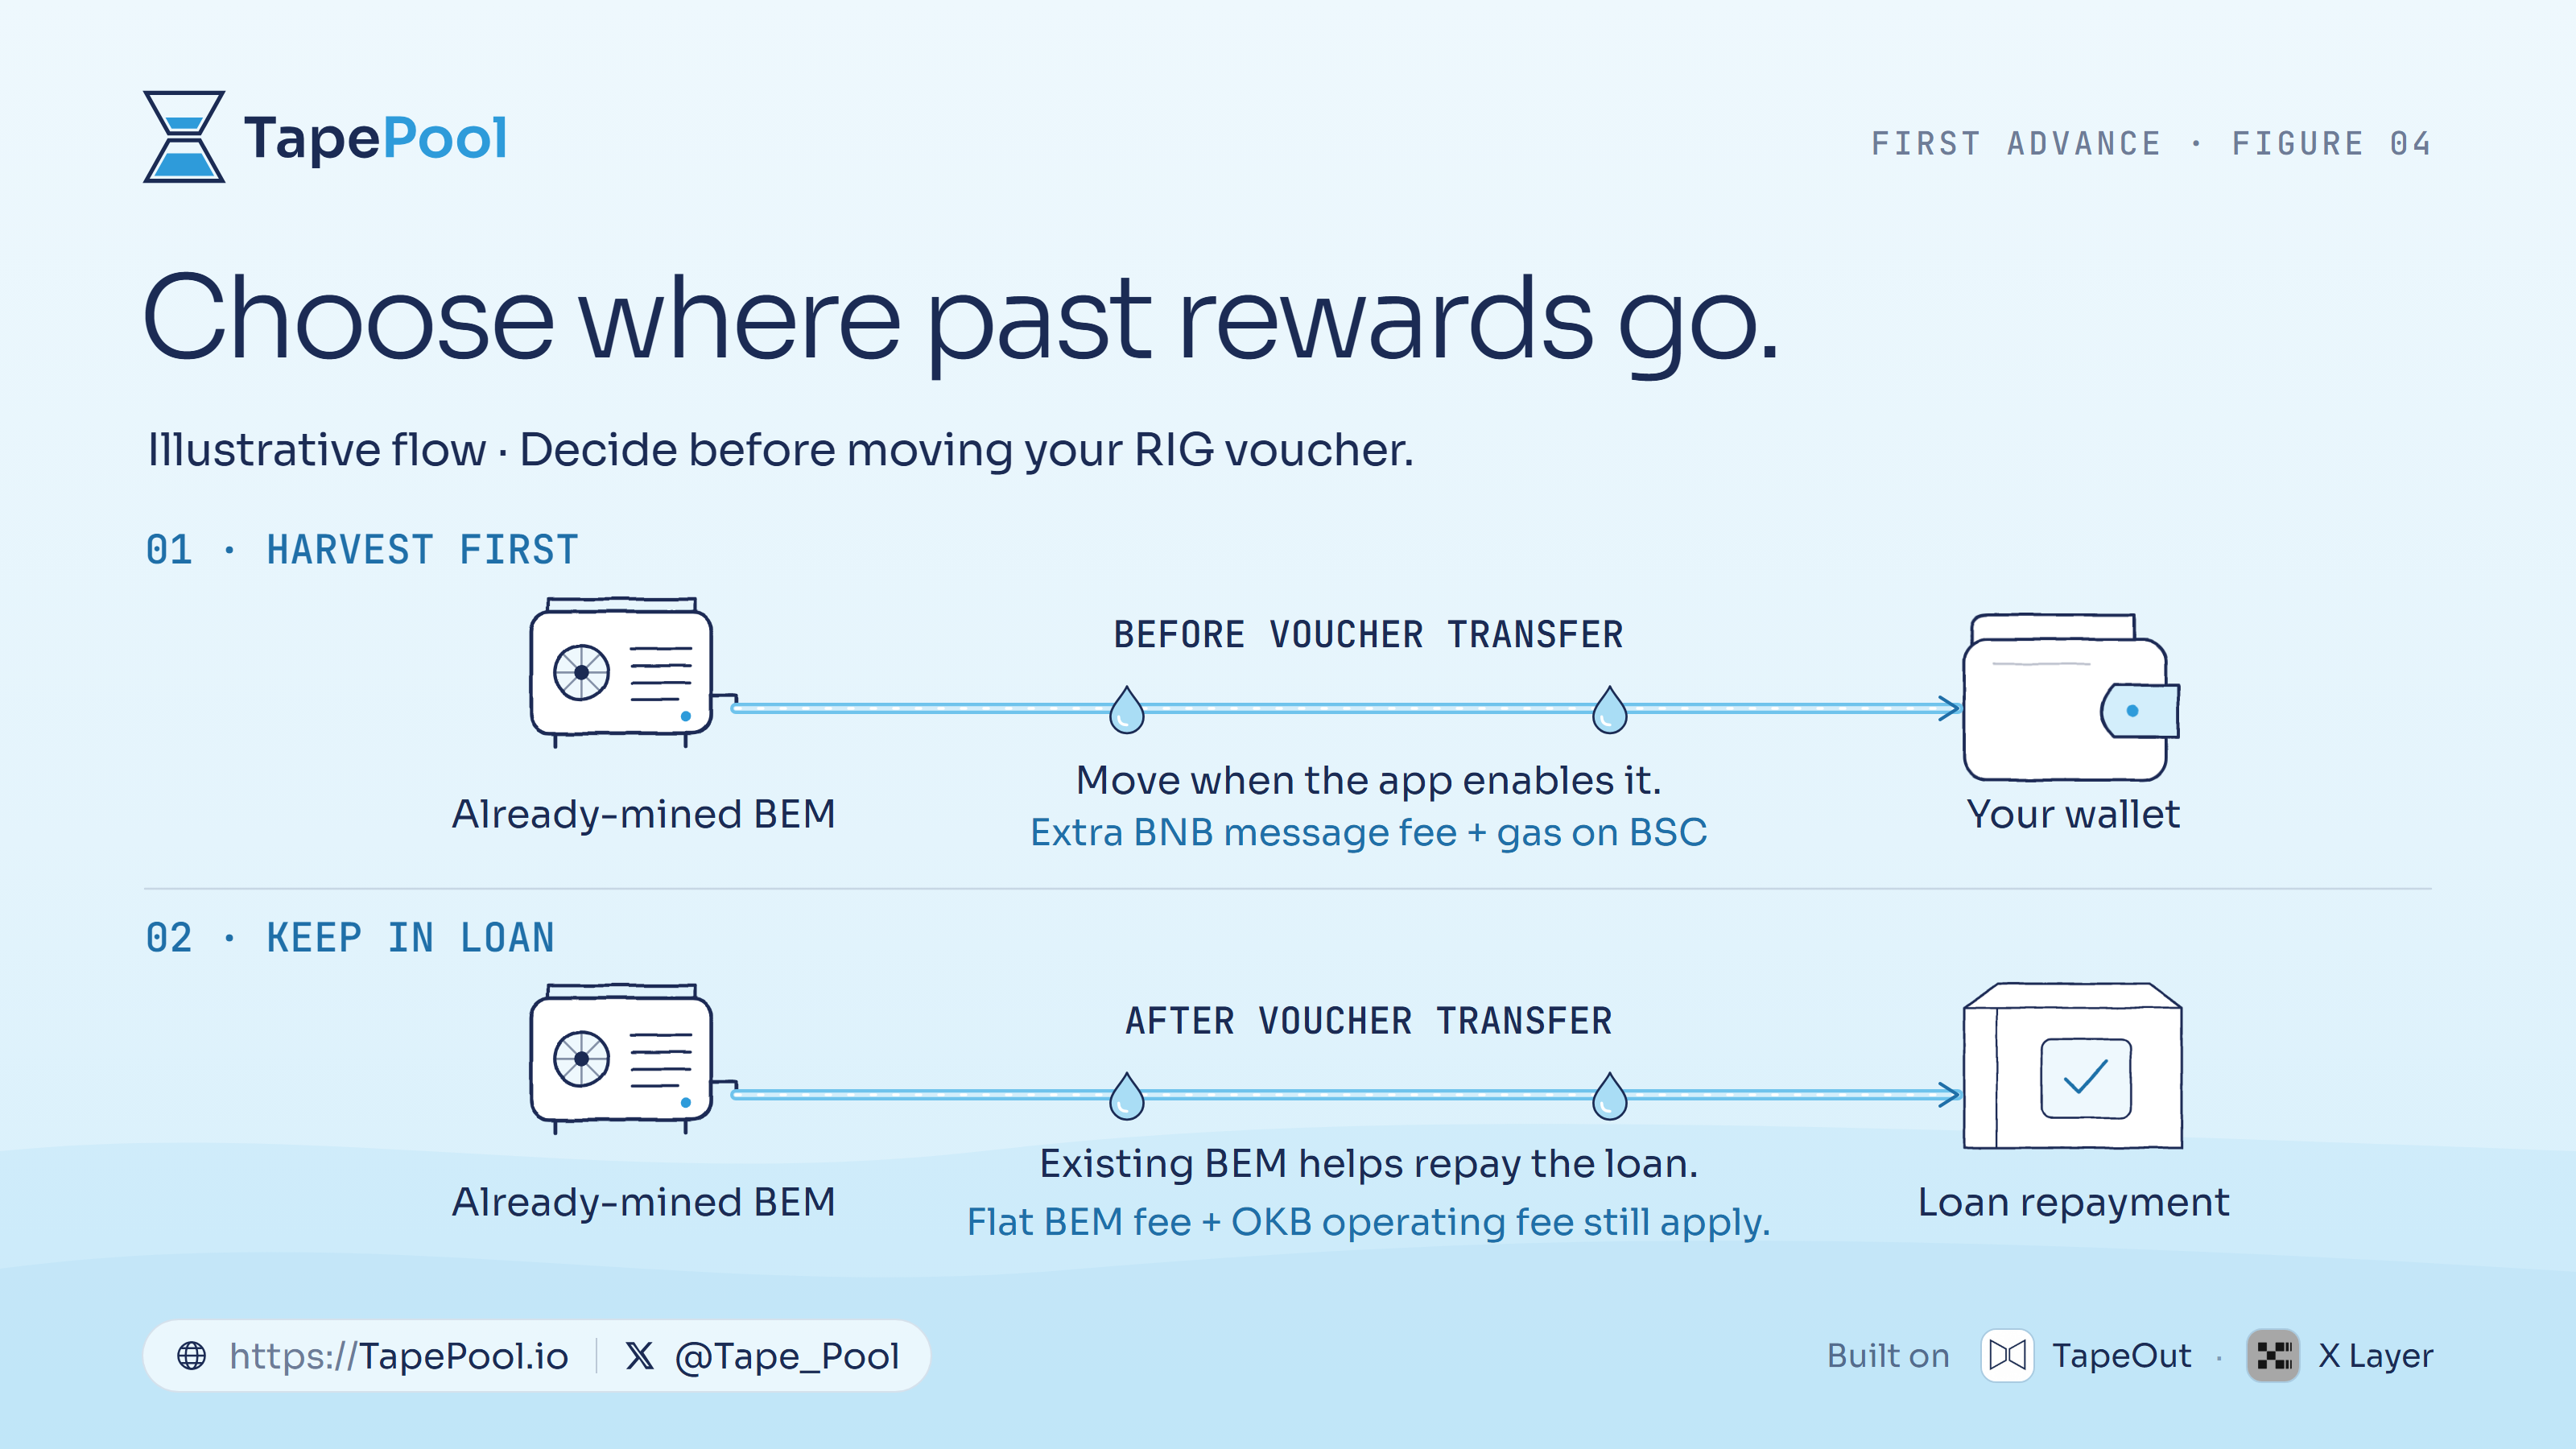 TapePool
FIRST ADVANCE · FIGURE 04
Choose where past rewards go.
Illustrative flow · Decide before moving your RIG voucher.
01 · HARVEST FIRST
BEFORE VOUCHER TRANSFER
Move when the app enables it.
Extra BNB message fee + gas on BSC
Already-mined BEM
Your wallet
02 · KEEP IN LOAN
AFTER VOUCHER TRANSFER
Existing BEM helps repay the loan.
Flat BEM fee + OKB operating fee still apply.
Already-mined BEM
Loan repayment
https://TapePool.io
@Tape_Pool
Built on TapeOut · X Layer